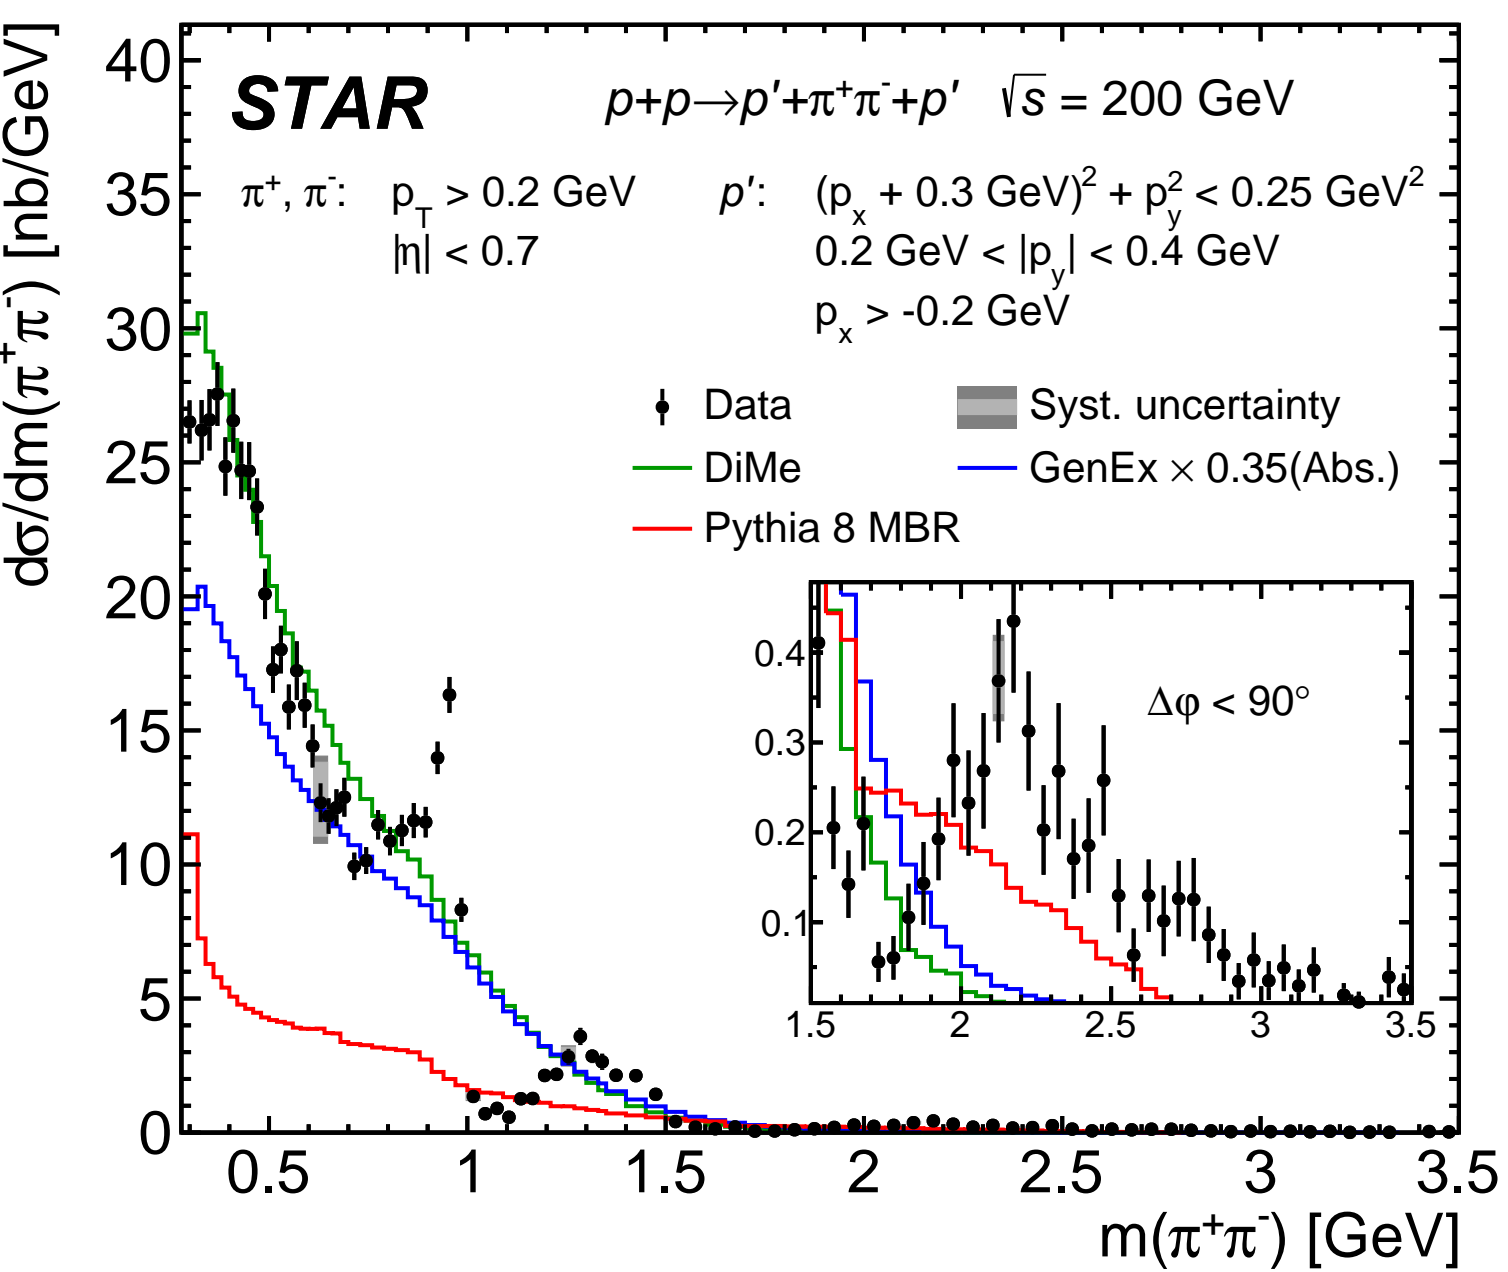 dσ/dm(π⁺π⁻) [nb/GeV]
40
35
30
25
20
15
10
5
0
STAR
p+p→p′+π⁺π⁻+p′ √s = 200 GeV
π⁺, π⁻: p_T > 0.2 GeV p′: (p_x + 0.3 GeV)² + p_y² < 0.25 GeV²
|η| < 0.7 0.2 GeV < |p_y| < 0.4 GeV
p_x > -0.2 GeV
Data Syst. uncertainty
DiMe GenEx × 0.35(Abs.)
Pythia 8 MBR
0.4
0.3
0.2
0.1
Δφ < 90°
1.5 2 2.5 3 3.5
0.5 1 1.5 2 2.5 3 3.5
m(π⁺π⁻) [GeV]